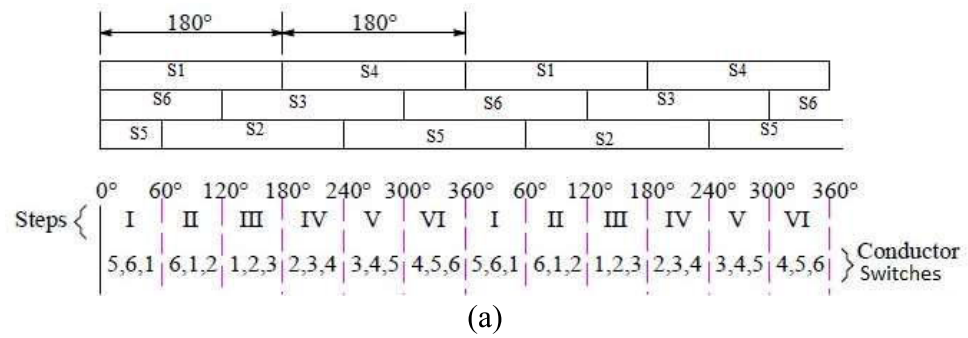 180° 180°
S1 S4 S1 S4
S6 S3 S6 S3 S6
S5 S2 S5 S2 S5
0° 60° 120° 180° 240° 300° 360° 60° 120° 180° 240° 300° 360°
Steps { I II III IV V VI I II III IV V VI
5,6,1 6,1,2 1,2,3 2,3,4 3,4,5 4,5,6 5,6,1 6,1,2 1,2,3 2,3,4 3,4,5 4,5,6 } Conductor
Switches
(a)